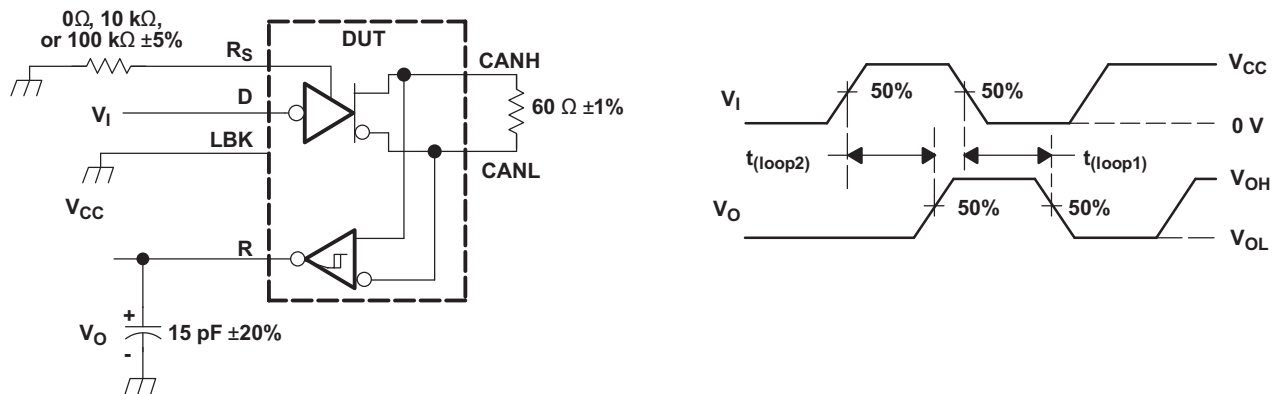 0Ω, 10 kΩ,
or 100 kΩ ±5%
RS
DUT
CANH
D
VI
60 Ω ±1%
LBK
CANL
VCC
R
VO
+
-
15 pF ±20%
VCC
VI
50%
50%
0 V
t(loop2)
t(loop1)
VOH
VO
50%
50%
VOL